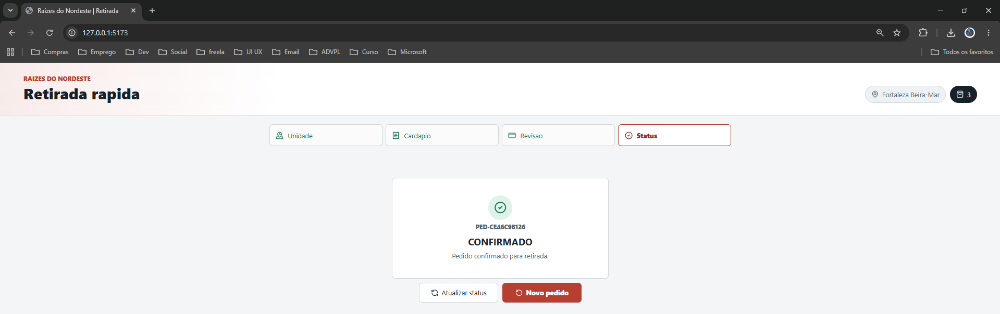 Raizes do Nordeste | Retirada
127.0.0.1:5173
Compras Emprego Dev Social freela UI UX Email ADVPL Curso Microsoft Todos os favoritos
RAIZES DO NORDESTE
Retirada rapida
Fortaleza Beira-Mar 3
Unidade Cardapio Revisao Status
PED-CE46C98126
CONFIRMADO
Pedido confirmado para retirada.
Atualizar status Novo pedido